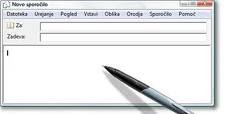 Novo sporočilo
Datoteka Urejanje Pogled Vstavi Oblika Orodja Sporočilo Pomoč
Za:
Zadeva: